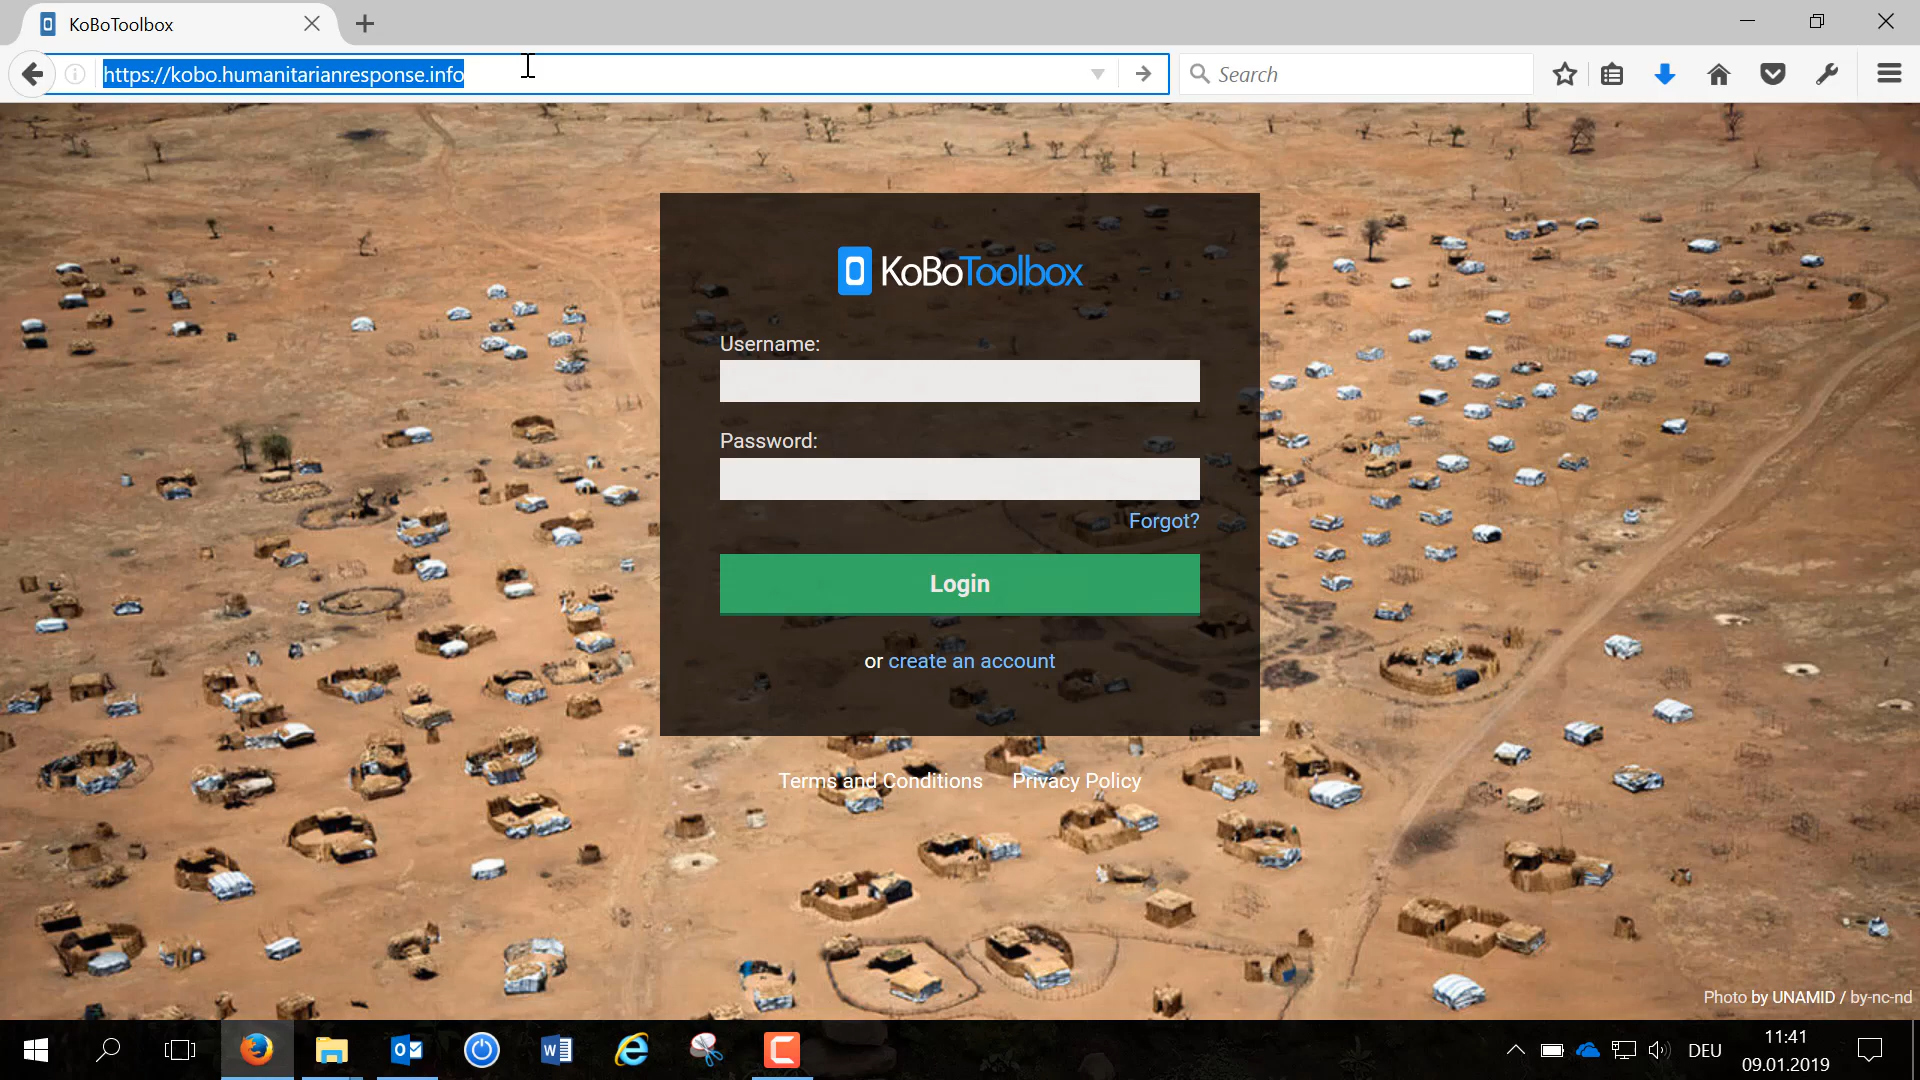 KoBoToolbox
https://kobo.humanitarianresponse.info
Search
KoBoToolbox
Username:
Password:
Forgot?
Login
or create an account
Terms and Conditions Privacy Policy
Photo by UNAMID / by-nc-nd
DEU
11:41
09.01.2019